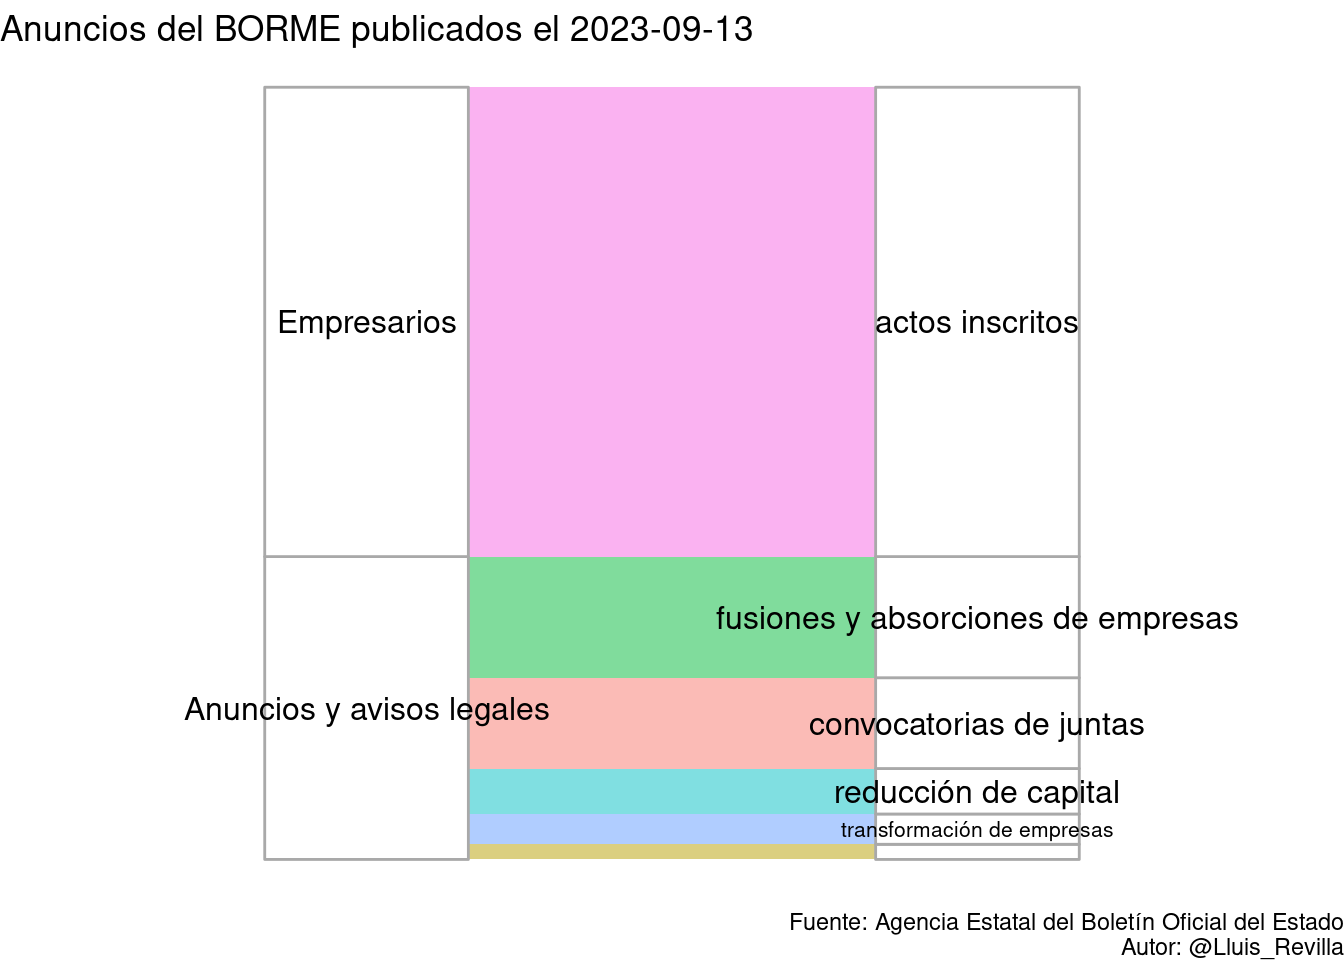 Anuncios del BORME publicados el 2023-09-13
Empresarios
actos inscritos
fusiones y absorciones de empresas
Anuncios y avisos legales
convocatorias de juntas
reducción de capital
transformación de empresas
Fuente: Agencia Estatal del Boletín Oficial del Estado
Autor: @Lluis_Revilla